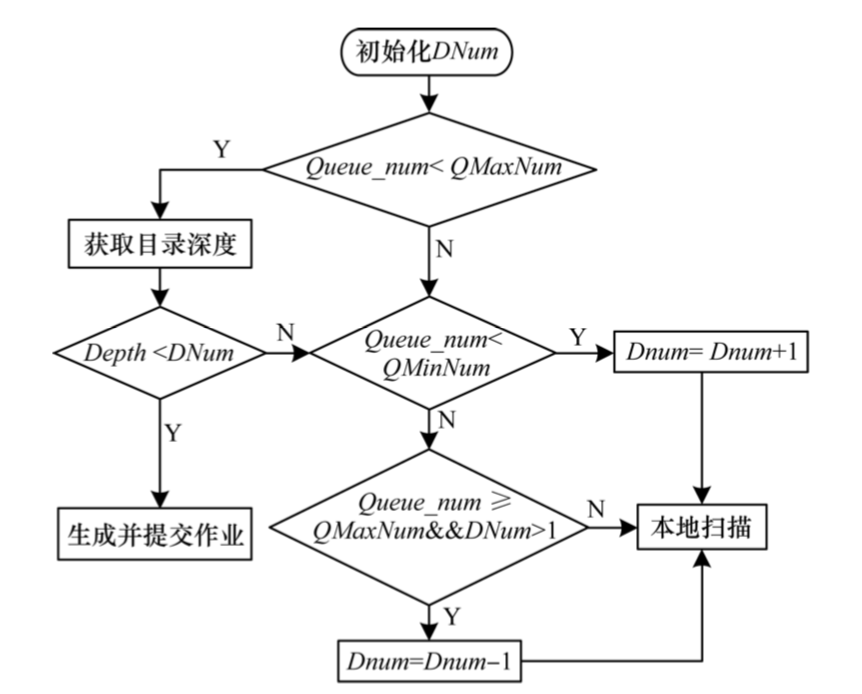 初始化DNum
Queue_num< QMaxNum
Y
N
获取目录深度
Depth <DNum
N
Queue_num<
QMinNum
Y
Dnum= Dnum+1
Y
N
生成并提交作业
Queue_num ⩾
QMaxNum&&DNum>1
N
本地扫描
Y
Dnum=Dnum−1